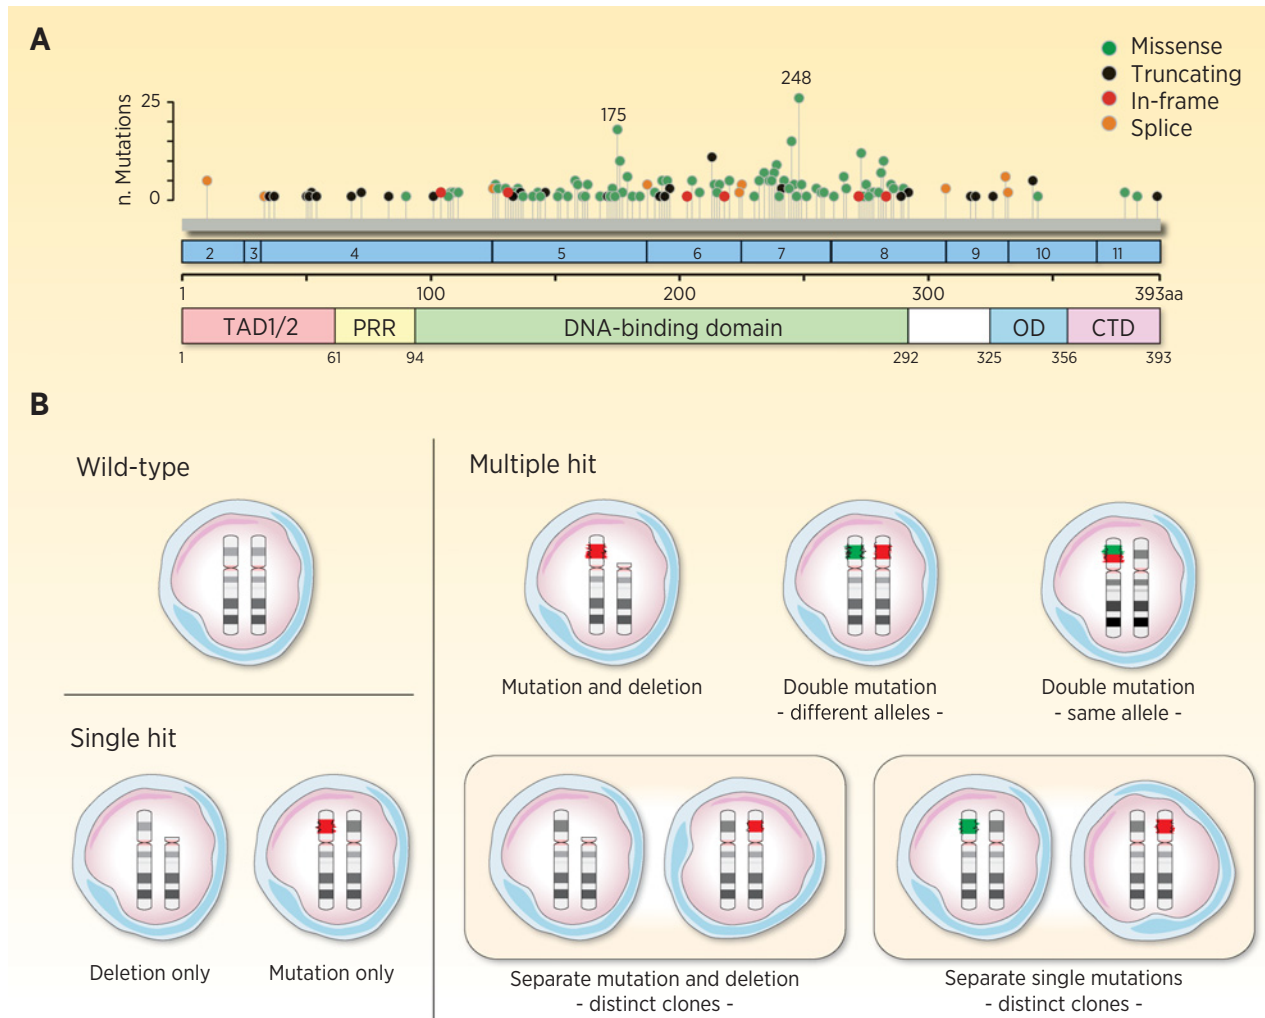 A
Missense
Truncating
In-frame
Splice
n. Mutations
25
0
175
248
2 3 4 5 6 7 8 9 10 11
1 100 200 300 393aa
TAD1/2 PRR DNA-binding domain OD CTD
1 61 94 292 325 356 393
B
Wild-type
Single hit
Deletion only
Mutation only
Multiple hit
Mutation and deletion
Double mutation
- different alleles -
Double mutation
- same allele -
Separate mutation and deletion
- distinct clones -
Separate single mutations
- distinct clones -